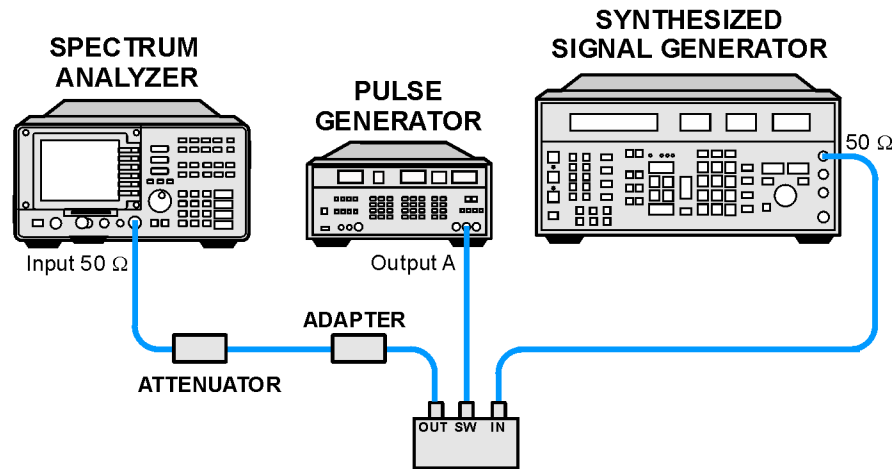 SYNTHESIZED
SIGNAL GENERATOR
SPECTRUM
ANALYZER
PULSE
GENERATOR
50 Ω
Input 50 Ω
Output A
ADAPTER
ATTENUATOR
OUT SW IN